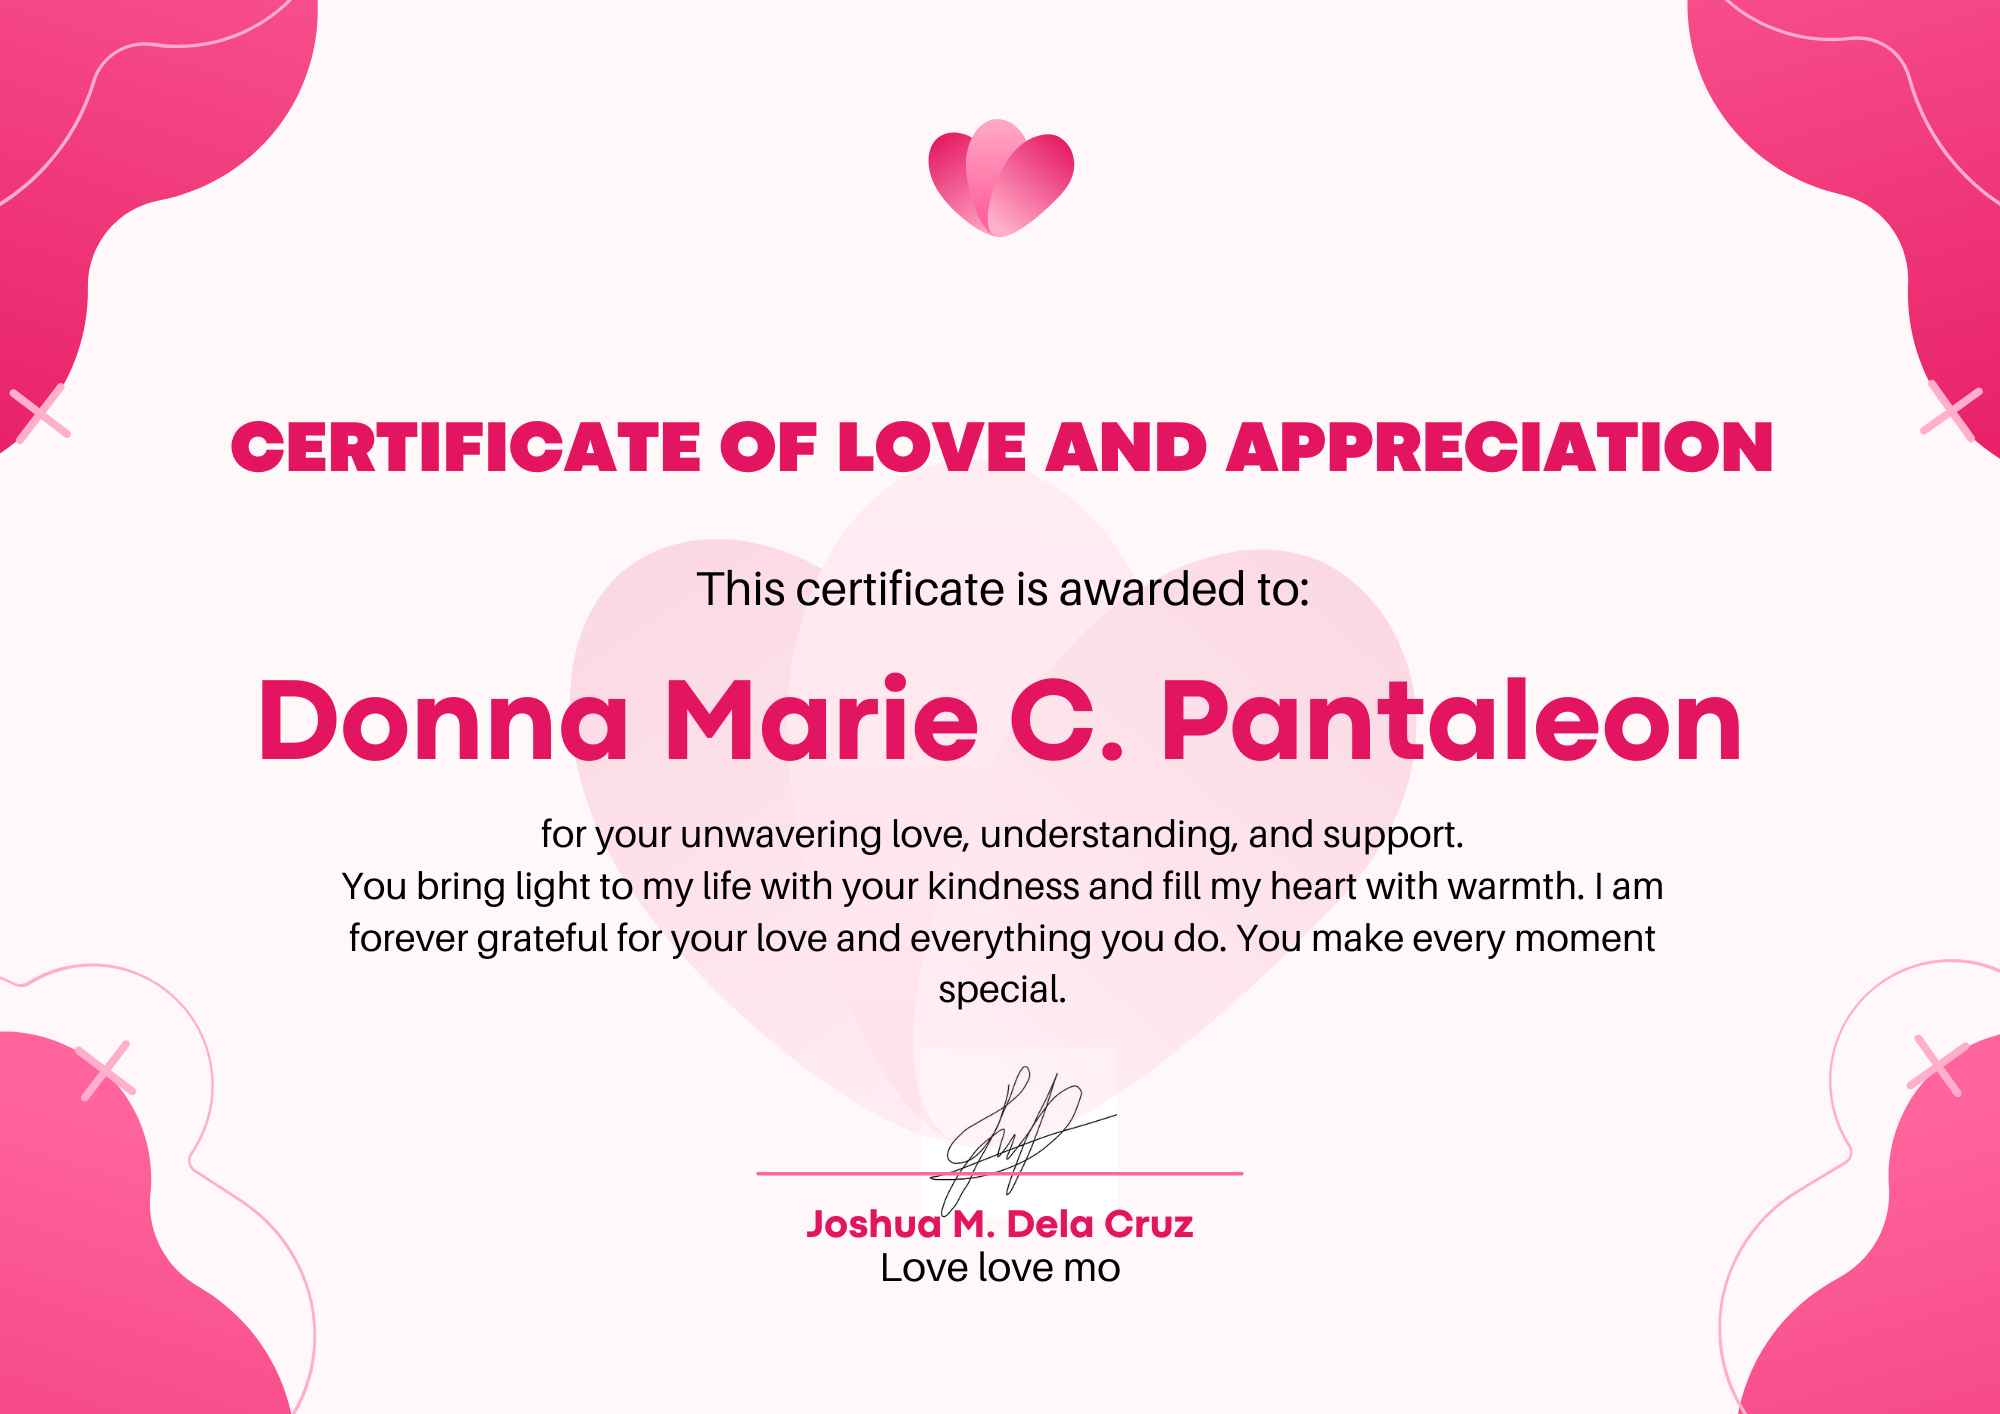 CERTIFICATE OF LOVE AND APPRECIATION
This certificate is awarded to:
Donna Marie C. Pantaleon
for your unwavering love, understanding, and support.
You bring light to my life with your kindness and fill my heart with warmth. I am
forever grateful for your love and everything you do. You make every moment
special.
Joshua M. Dela Cruz
Love love mo